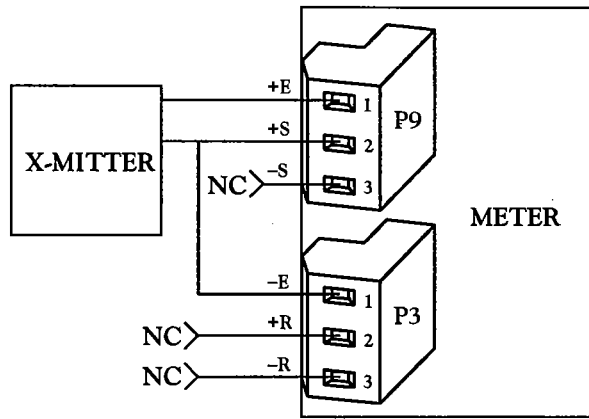 +E
1
X-MITTER
+S
2
P9
NC
−S
3
METER
−E
1
P3
NC
+R
2
NC
−R
3